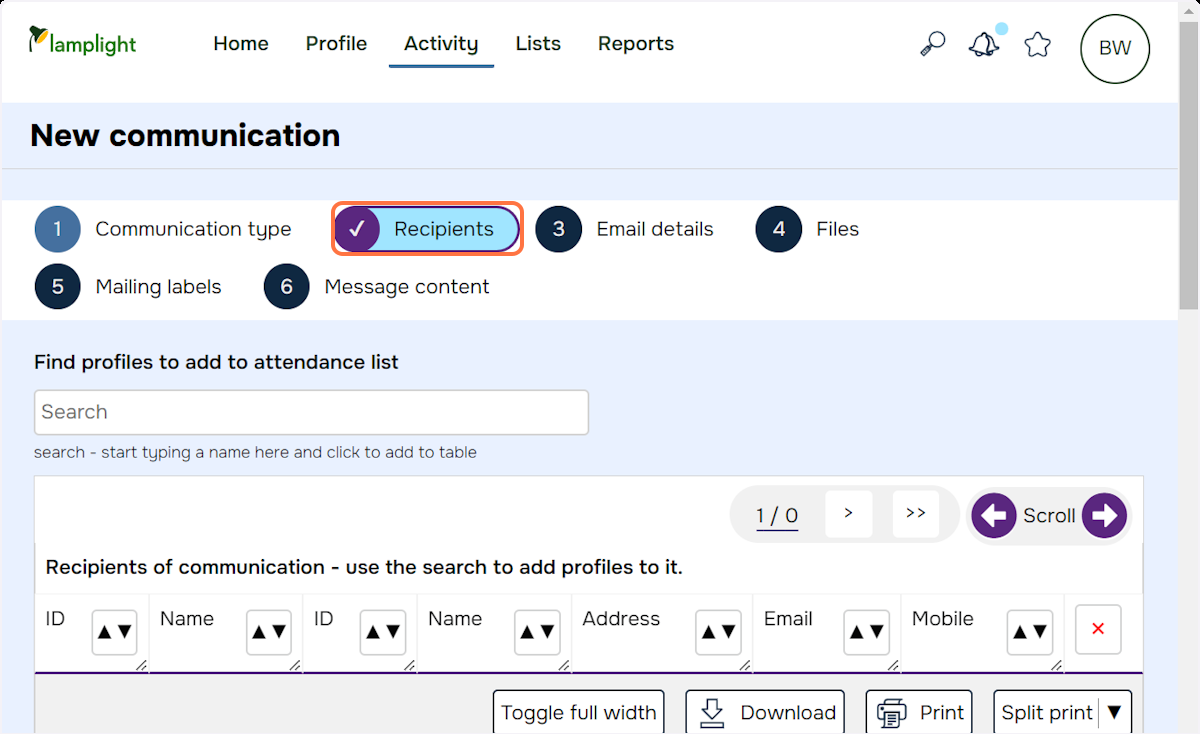 lamplight Home Profile Activity Lists Reports BW
New communication
1 Communication type ✓ Recipients 3 Email details 4 Files
5 Mailing labels 6 Message content
Find profiles to add to attendance list
Search
search - start typing a name here and click to add to table
1 / 0 > >> Scroll
Recipients of communication - use the search to add profiles to it.
ID ▲▼ Name ▲▼ ID ▲▼ Name ▲▼ Address ▲▼ Email ▲▼ Mobile ▲▼ ×
Toggle full width Download Print Split print ▼